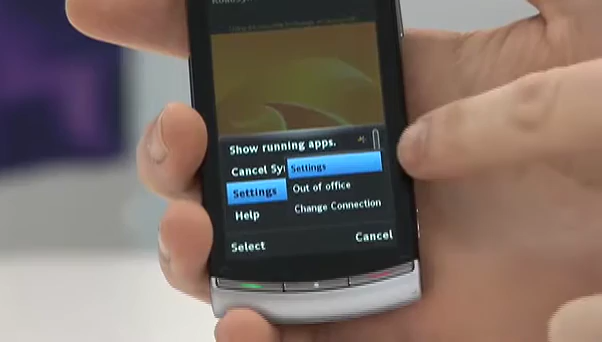 Show running apps.
Cancel Sy
Settings
Settings
Out of office
Help
Change Connection
Select
Cancel